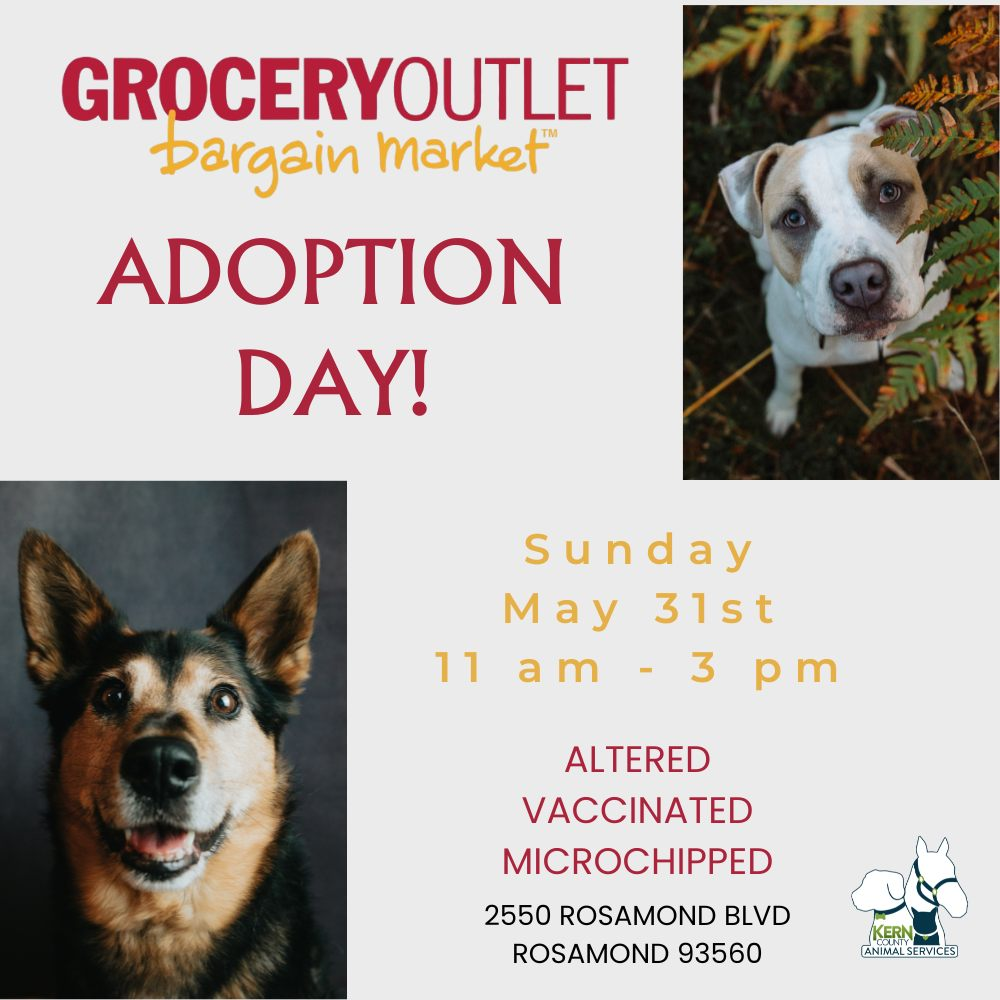 GROCERYOUTLET
bargain market™
ADOPTION
DAY!
Sunday
May 31st
11 am - 3 pm
ALTERED
VACCINATED
MICROCHIPPED
2550 ROSAMOND BLVD
ROSAMOND 93560
KERN
COUNTY
ANIMAL SERVICES